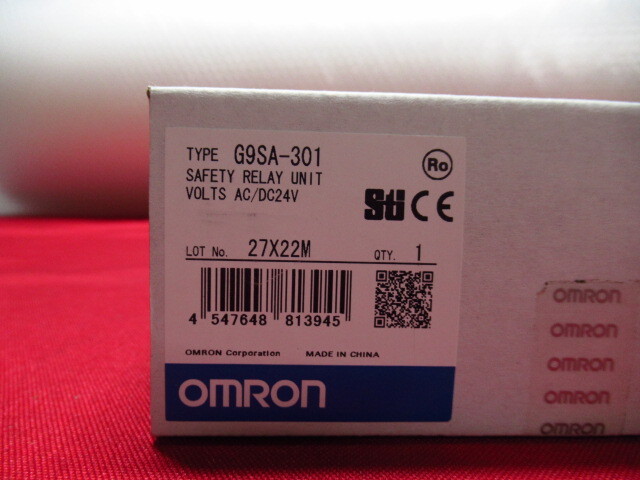 TYPE G9SA-301
SAFETY RELAY UNIT
VOLTS AC/DC24V
Ro
Sti CE
LOT No. 27X22M QTY. 1
4 547648 813945
OMRON Corporation MADE IN CHINA
OMRON
OMRON
OMRON
OMRON
OMRON
OMRON